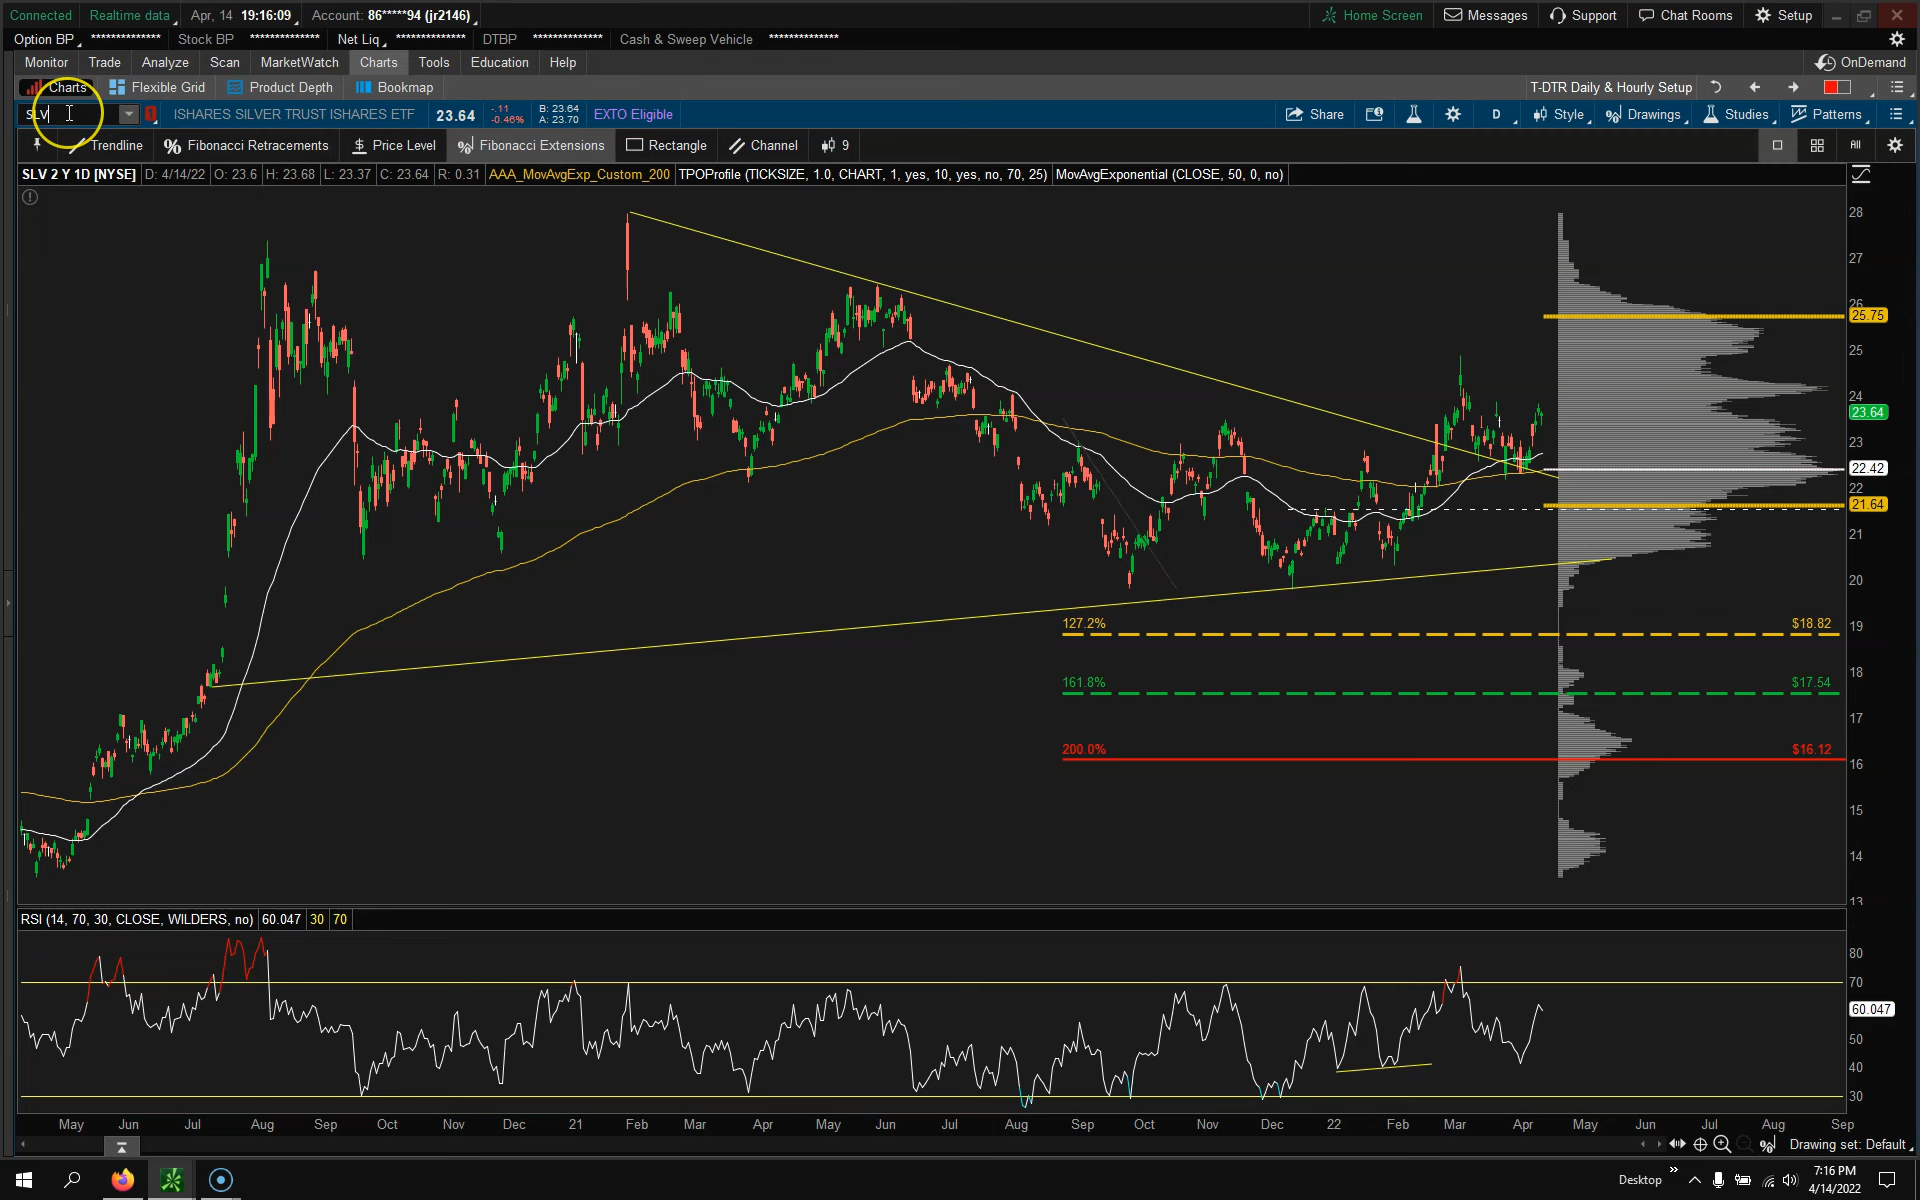 Connected Realtime data Apr, 14 19:16:09 Account: 86*****94 (jr2146) Home Screen Messages Support Chat Rooms Setup
Option BP ************** Stock BP ************** Net Liq ************** DTBP ************** Cash & Sweep Vehicle **************
Monitor Trade Analyze Scan MarketWatch Charts Tools Education Help OnDemand
Charts Flexible Grid Product Depth Bookmap T-DTR Daily & Hourly Setup
SLV 1 ISHARES SILVER TRUST ISHARES ETF 23.64 -.11 B: 23.64 EXTO Eligible Share D Style Drawings Studies Patterns
-0.46% A: 23.70
Trendline Fibonacci Retracements Price Level Fibonacci Extensions Rectangle Channel 9 All
SLV 2 Y 1D [NYSE] D: 4/14/22 O: 23.6 H: 23.68 L: 23.37 C: 23.64 R: 0.31 AAA_MovAvgExp_Custom_200 TPOProfile (TICKSIZE, 1.0, CHART, 1, yes, 10, yes, no, 70, 25) MovAvgExponential (CLOSE, 50, 0, no)
28
27
26
25.75
25
24
23.64
23
22.42
22
21.64
21
20
127.2% $18.82
19
18
161.8% $17.54
17
200.0% $16.12
16
15
14
13
RSI (14, 70, 30, CLOSE, WILDERS, no) 60.047 30 70
80
70
60.047
50
40
30
May Jun Jul Aug Sep Oct Nov Dec 21 Feb Mar Apr May Jun Jul Aug Sep Oct Nov Dec 22 Feb Mar Apr May Jun Jul Aug Sep
Drawing set: Default
Desktop 7:16 PM
4/14/2022